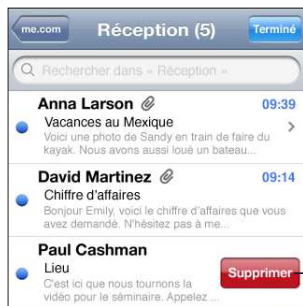 me.com
Réception (5)
Terminé
Rechercher dans « Réception »
Anna Larson
09:39
Vacances au Mexique
Voici une photo de Sandy en train de faire du
kayak. Nous avons aussi loué un bateau...
David Martinez
09:14
Chiffre d'affaires
Bonjour Emily, voici le chiffre d'affaires que vous
avez demandé. N'hésitez pas à me...
Paul Cashman
Lieu
Supprimer
C'est ici que nous tournons la
vidéo pour le séminaire. Appelez ...